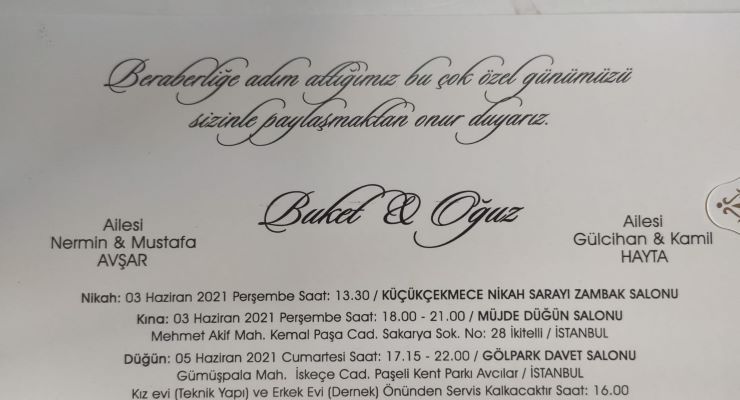 Beraberliğe adım attığımız bu çok özel günümüzü
sizinle paylaşmaktan onur duyarız.
Buket & Oğuz
Ailesi
Nermin & Mustafa
AVŞAR
Ailesi
Gülcihan & Kamil
HAYTA
Nikah: 03 Haziran 2021 Perşembe Saat: 13.30 / KÜÇÜKÇEKMECE NİKAH SARAYI ZAMBAK SALONU
Kına: 03 Haziran 2021 Perşembe Saat: 18.00 - 21.00 / MÜJDE DÜĞÜN SALONU
Mehmet Akif Mah. Kemal Paşa Cad. Sakarya Sok. No: 28 İkitelli / İSTANBUL
Düğün: 05 Haziran 2021 Cumartesi Saat: 17.15 - 22.00 / GÖLPARK DAVET SALONU
Gümüşpala Mah. İskeçe Cad. Paşeli Kent Parkı Avcılar / İSTANBUL
Kız evi (Teknik Yapı) ve Erkek Evi (Dernek) Önünden Servis Kalkacaktır Saat: 16.00